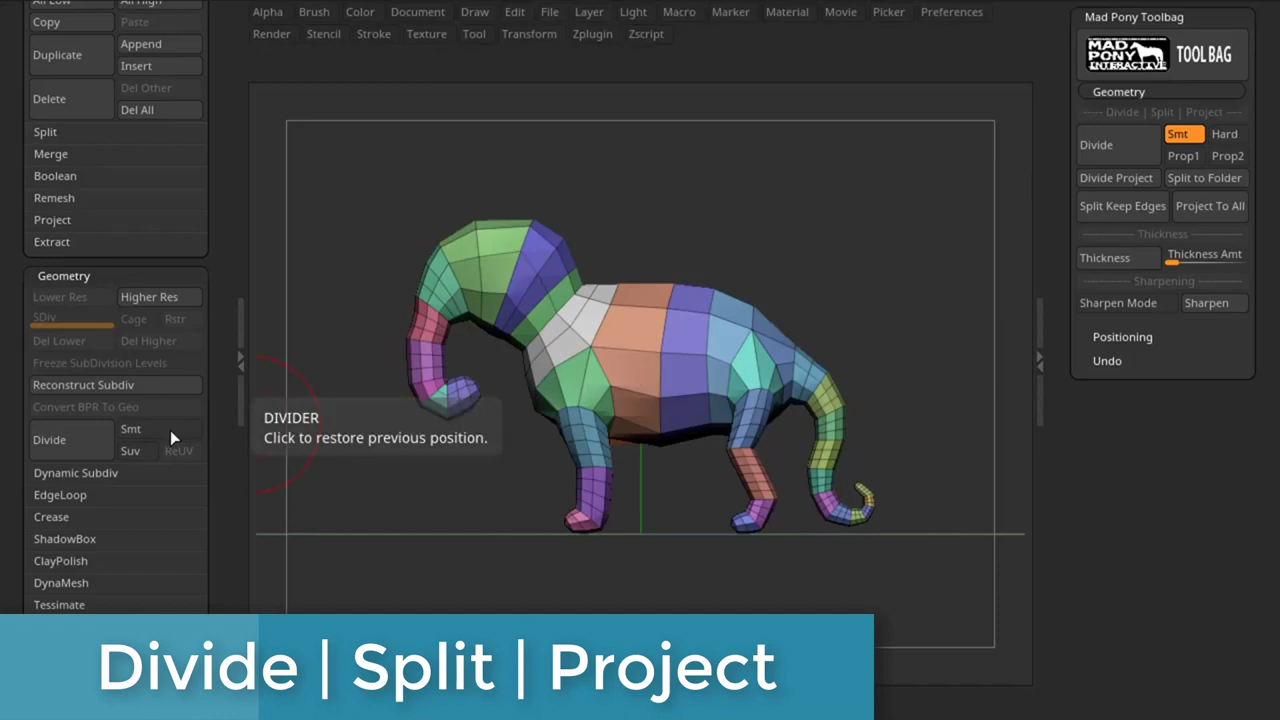 All Low All High
Copy Paste
Duplicate Append
Insert
Delete Del Other
Del All
Split
Merge
Boolean
Remesh
Project
Extract
Geometry
Lower Res Higher Res
SDiv Cage Rstr
Del Lower Del Higher
Freeze SubDivision Levels
Reconstruct Subdiv
Convert BPR To Geo
Divide Smt
Suv ReUV
Dynamic Subdiv
EdgeLoop
Crease
ShadowBox
ClayPolish
DynaMesh
Tessimate
Alpha Brush Color Document Draw Edit File Layer Light Macro Marker Material Movie Picker Preferences
Render Stencil Stroke Texture Tool Transform Zplugin Zscript
DIVIDER
Click to restore previous position.
Mad Pony Toolbag
MAD
PONY
INTERACTIVE
TOOL BAG
Geometry
Divide | Split | Project
Divide Smt Hard
Prop1 Prop2
Divide Project Split to Folder
Split Keep Edges Project To All
Thickness
Thickness Thickness Amt
Sharpening
Sharpen Mode Sharpen
Positioning
Undo
Divide | Split | Project